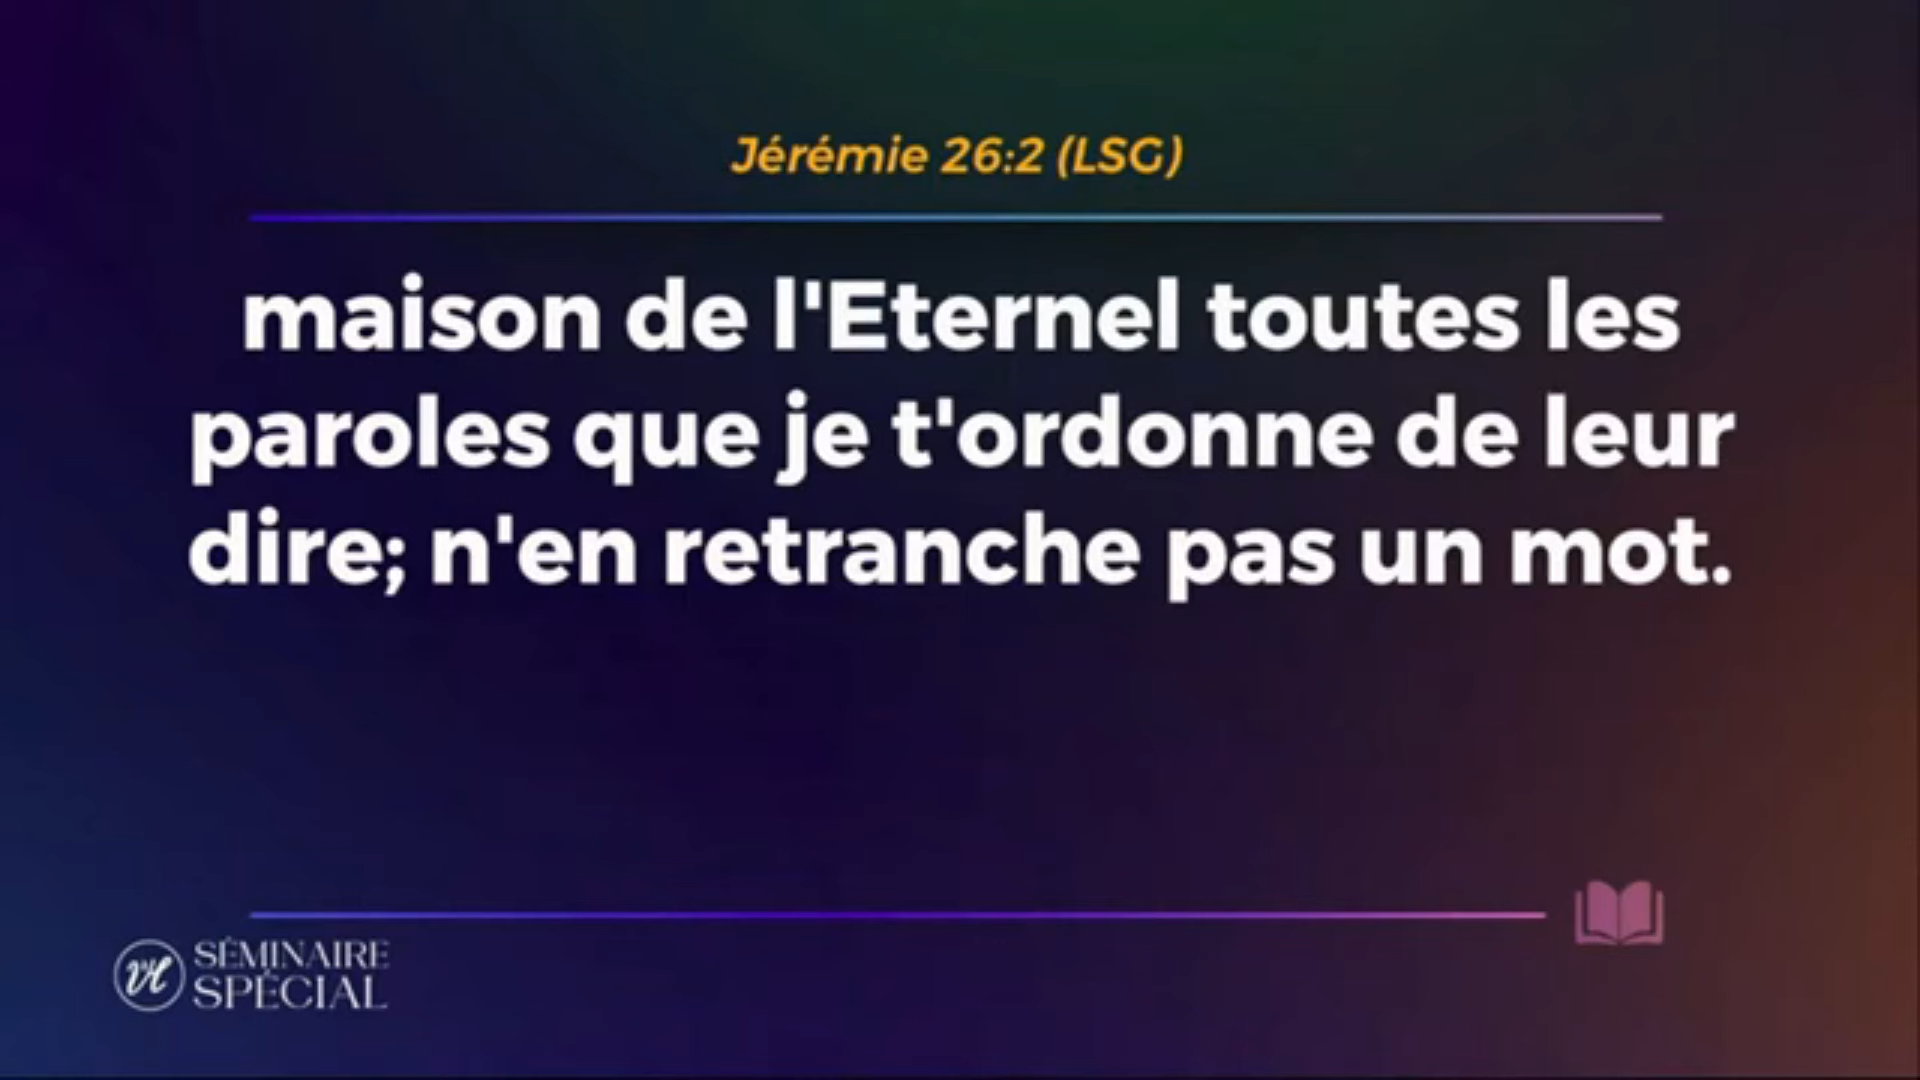 Jérémie 26:2 (LSG)
maison de l'Eternel toutes les
paroles que je t'ordonne de leur
dire; n'en retranche pas un mot.
SÉMINAIRE
SPÉCIAL